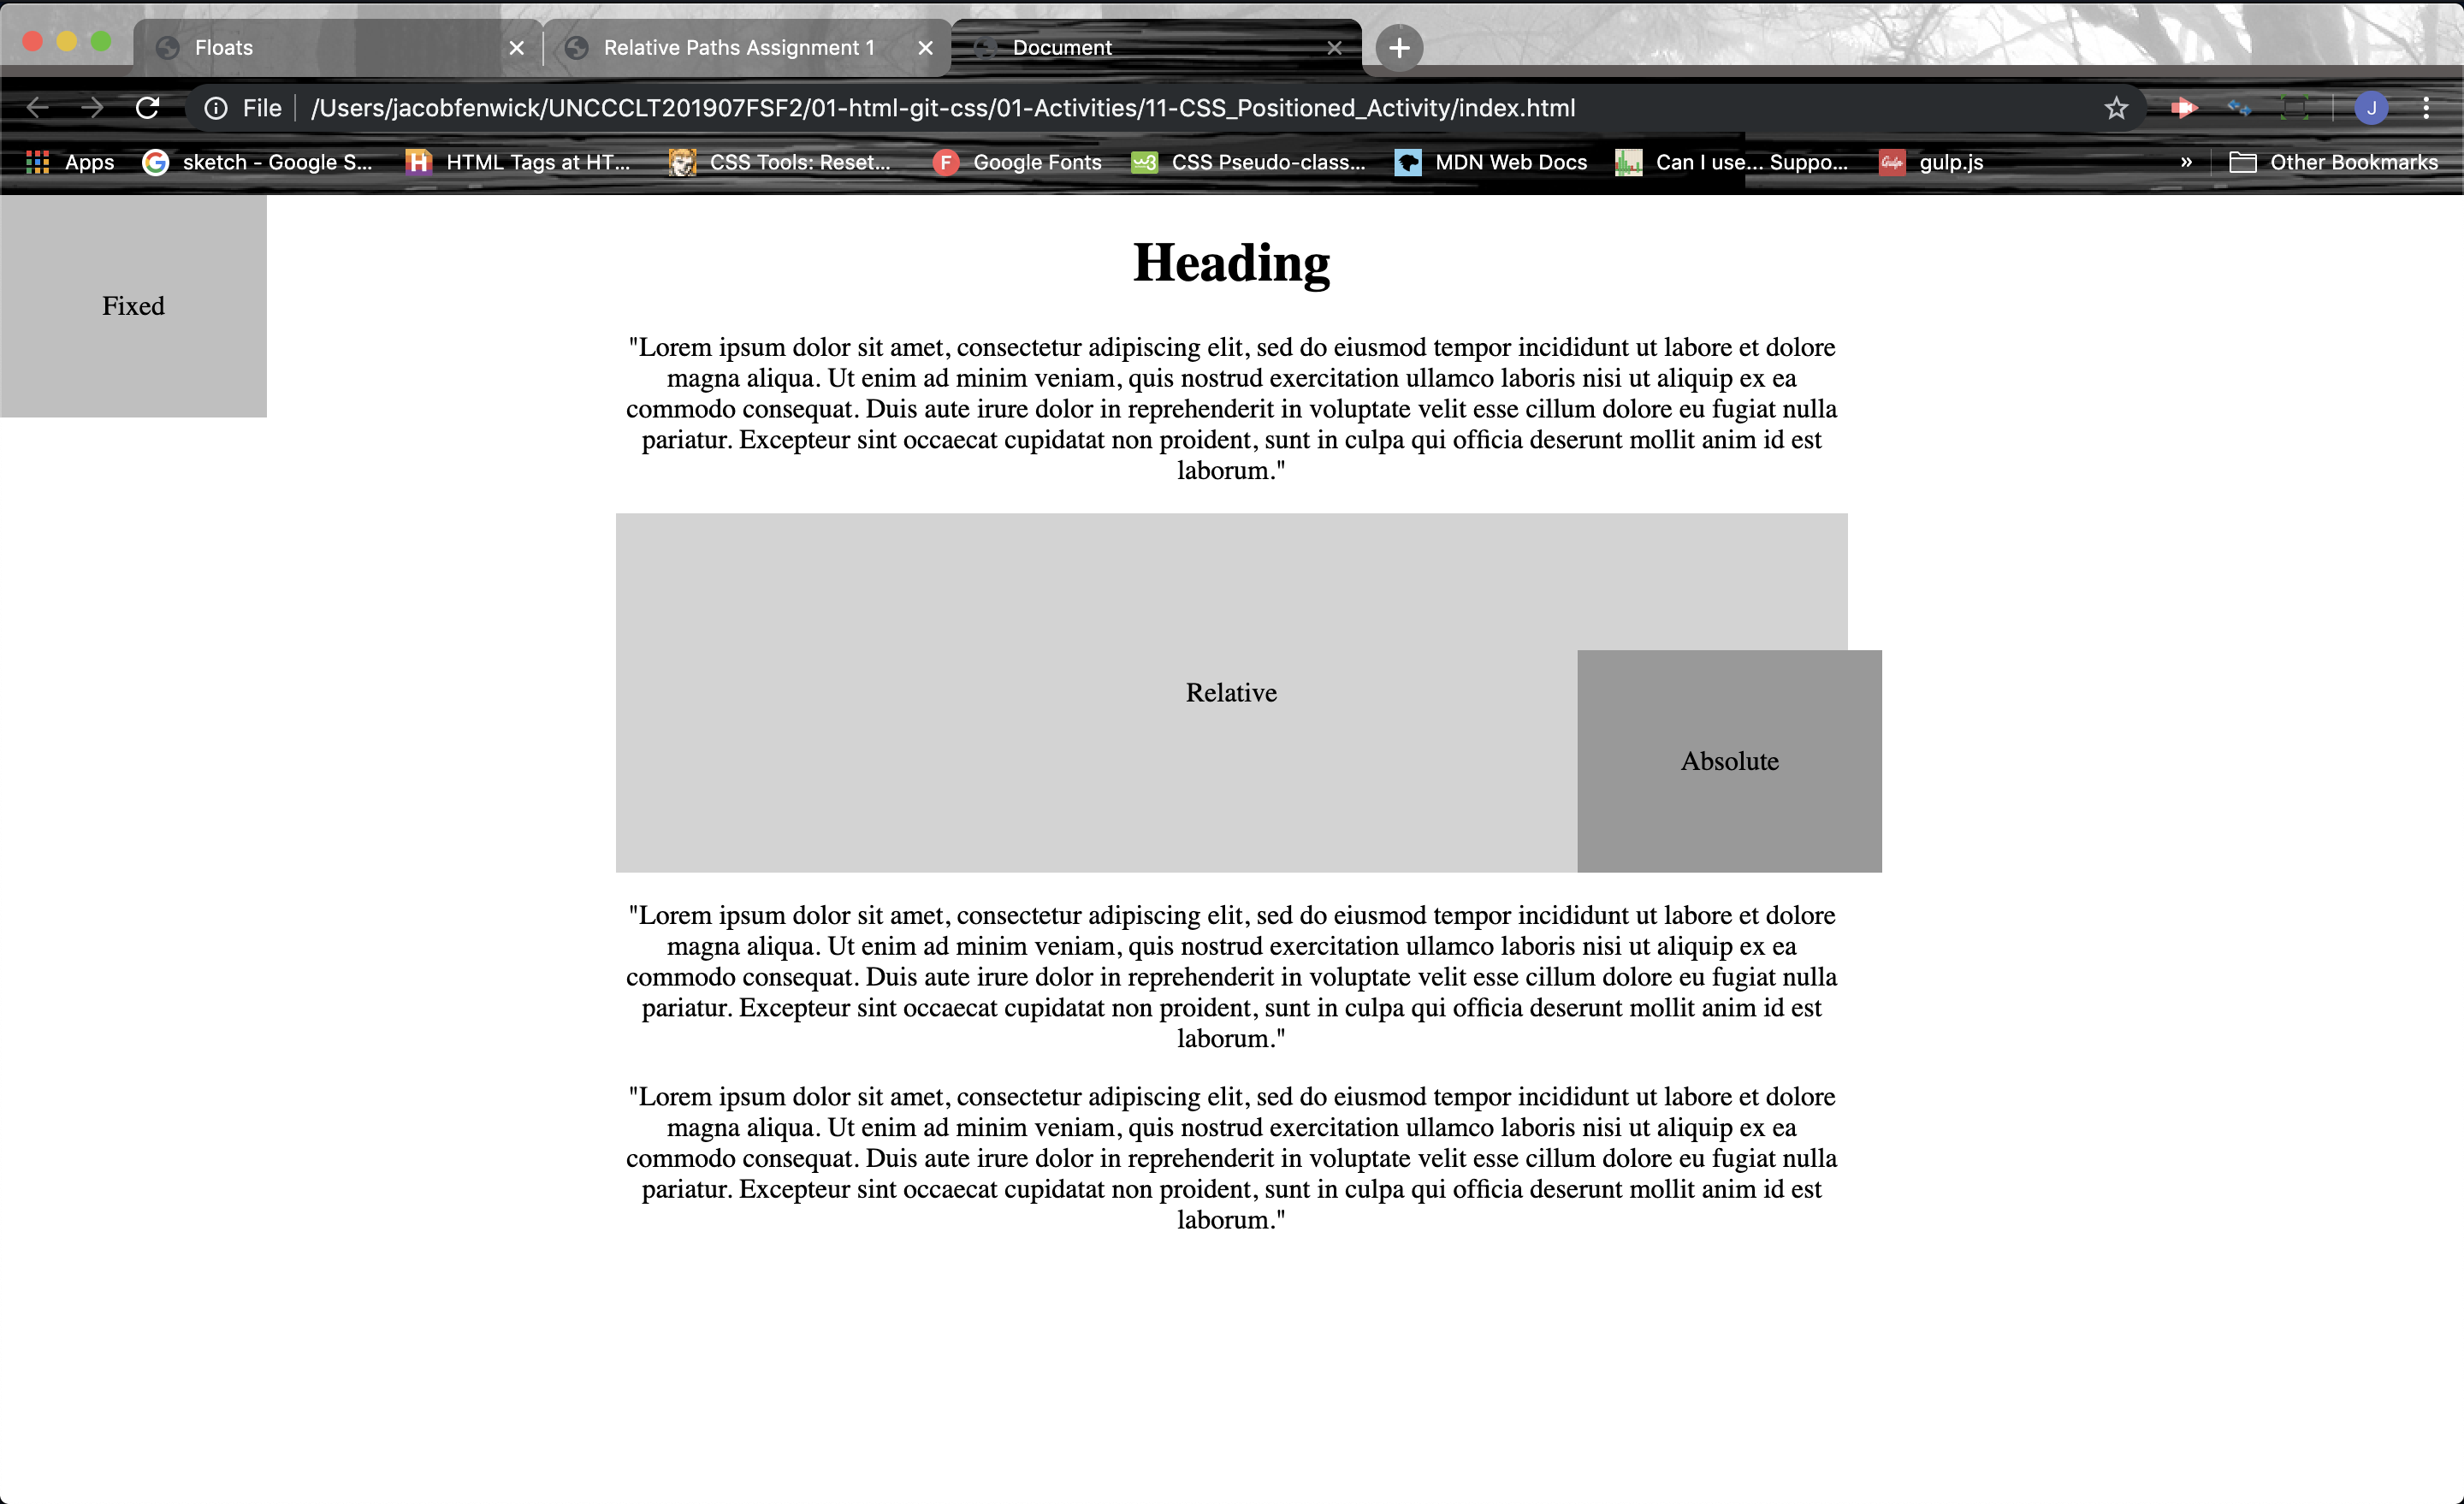 Floats
Relative Paths Assignment 1
Document
File /Users/jacobfenwick/UNCCCLT201907FSF2/01-html-git-css/01-Activities/11-CSS_Positioned_Activity/index.html
J
Apps
sketch - Google S...
H HTML Tags at HT...
CSS Tools: Reset...
F Google Fonts
w3 CSS Pseudo-class...
MDN Web Docs
Can I use... Suppo...
Gulp gulp.js
»
Other Bookmarks
Fixed
Heading
"Lorem ipsum dolor sit amet, consectetur adipiscing elit, sed do eiusmod tempor incididunt ut labore et dolore
magna aliqua. Ut enim ad minim veniam, quis nostrud exercitation ullamco laboris nisi ut aliquip ex ea
commodo consequat. Duis aute irure dolor in reprehenderit in voluptate velit esse cillum dolore eu fugiat nulla
pariatur. Excepteur sint occaecat cupidatat non proident, sunt in culpa qui officia deserunt mollit anim id est
laborum."
Relative
Absolute
"Lorem ipsum dolor sit amet, consectetur adipiscing elit, sed do eiusmod tempor incididunt ut labore et dolore
magna aliqua. Ut enim ad minim veniam, quis nostrud exercitation ullamco laboris nisi ut aliquip ex ea
commodo consequat. Duis aute irure dolor in reprehenderit in voluptate velit esse cillum dolore eu fugiat nulla
pariatur. Excepteur sint occaecat cupidatat non proident, sunt in culpa qui officia deserunt mollit anim id est
laborum."
"Lorem ipsum dolor sit amet, consectetur adipiscing elit, sed do eiusmod tempor incididunt ut labore et dolore
magna aliqua. Ut enim ad minim veniam, quis nostrud exercitation ullamco laboris nisi ut aliquip ex ea
commodo consequat. Duis aute irure dolor in reprehenderit in voluptate velit esse cillum dolore eu fugiat nulla
pariatur. Excepteur sint occaecat cupidatat non proident, sunt in culpa qui officia deserunt mollit anim id est
laborum."